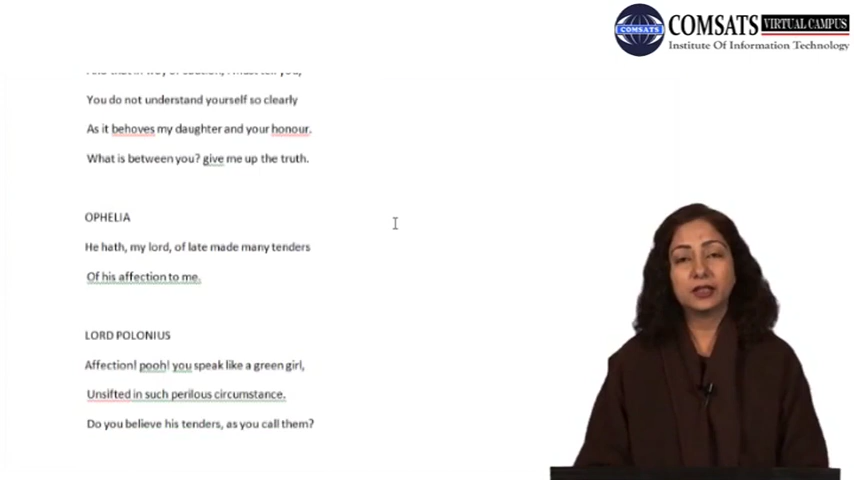 COMSATS VIRTUAL CAMPUS
COMSATS
Institute Of Information Technology
You do not understand yourself so clearly
As it behoves my daughter and your honour.
What is between you? give me up the truth.
OPHELIA
He hath, my lord, of late made many tenders
Of his affection to me.
LORD POLONIUS
Affection! pooh! you speak like a green girl,
Unsifted in such perilous circumstance.
Do you believe his tenders, as you call them?